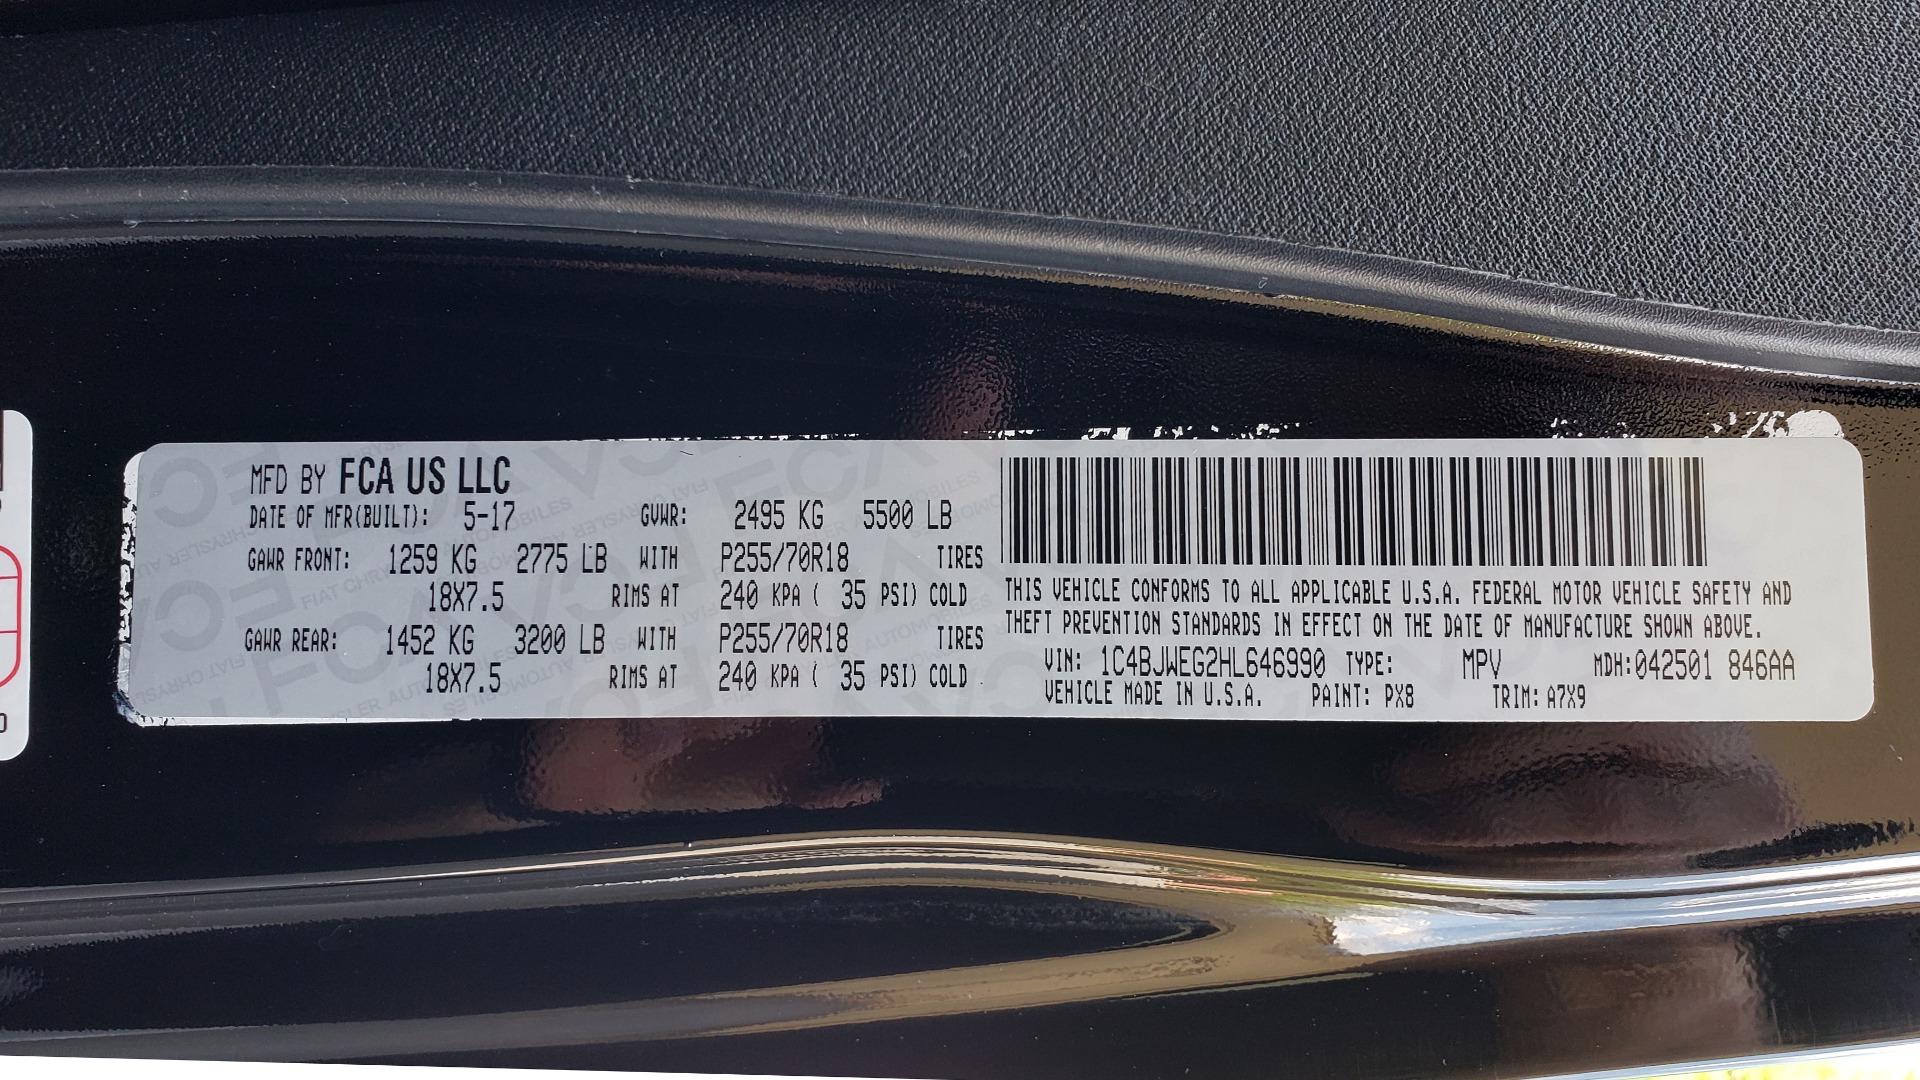 MFD BY FCA US LLC
DATE OF MFR(BUILT): 5-17 GVWR: 2495 KG 5500 LB
GAWR FRONT: 1259 KG 2775 LB WITH P255/70R18 TIRES
18X7.5 RIMS AT 240 KPA ( 35 PSI) COLD
GAWR REAR: 1452 KG 3200 LB WITH P255/70R18 TIRES
18X7.5 RIMS AT 240 KPA ( 35 PSI) COLD
THIS VEHICLE CONFORMS TO ALL APPLICABLE U.S.A. FEDERAL MOTOR VEHICLE SAFETY AND
THEFT PREVENTION STANDARDS IN EFFECT ON THE DATE OF MANUFACTURE SHOWN ABOVE.
VIN: 1C4BJWEG2HL646990 TYPE: MPV MDH:042501 846AA
VEHICLE MADE IN U.S.A. PAINT: PX8 TRIM: A7X9